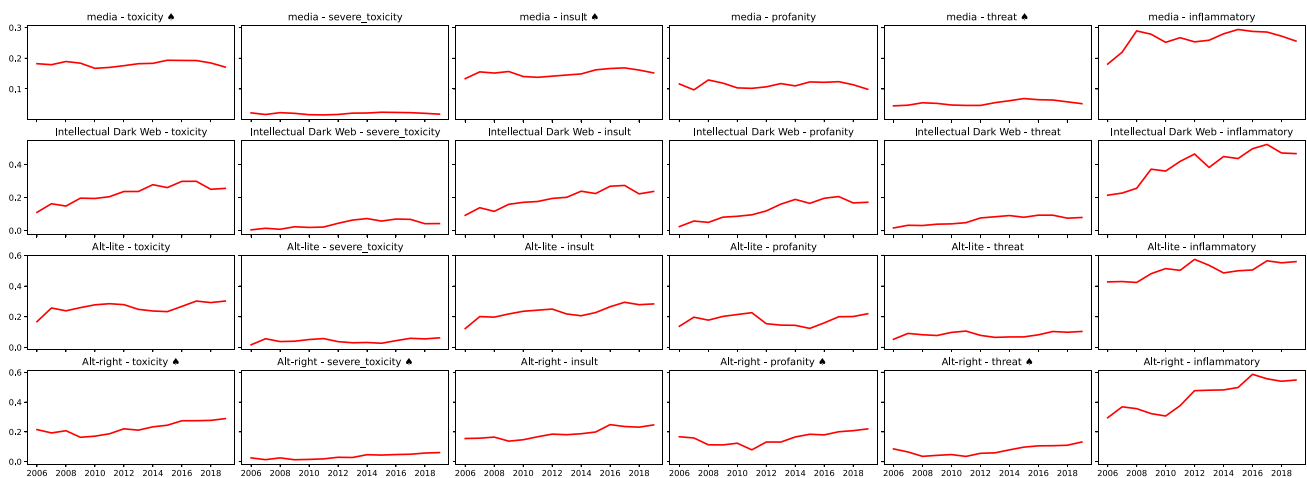 media - toxicity ♠ media - severe_toxicity media - insult ♠ media - profanity media - threat ♠ media - inflammatory
0.3
0.2
0.1
Intellectual Dark Web - toxicity Intellectual Dark Web - severe_toxicity Intellectual Dark Web - insult Intellectual Dark Web - profanity Intellectual Dark Web - threat Intellectual Dark Web - inflammatory
0.4
0.2
0.0
Alt-lite - toxicity Alt-lite - severe_toxicity Alt-lite - insult Alt-lite - profanity Alt-lite - threat Alt-lite - inflammatory
0.6
0.4
0.2
0.0
Alt-right - toxicity ♠ Alt-right - severe_toxicity ♠ Alt-right - insult Alt-right - profanity ♠ Alt-right - threat ♠ Alt-right - inflammatory
0.6
0.4
0.2
0.0
2006 2008 2010 2012 2014 2016 2018 2006 2008 2010 2012 2014 2016 2018 2006 2008 2010 2012 2014 2016 2018 2006 2008 2010 2012 2014 2016 2018 2006 2008 2010 2012 2014 2016 2018 2006 2008 2010 2012 2014 2016 2018